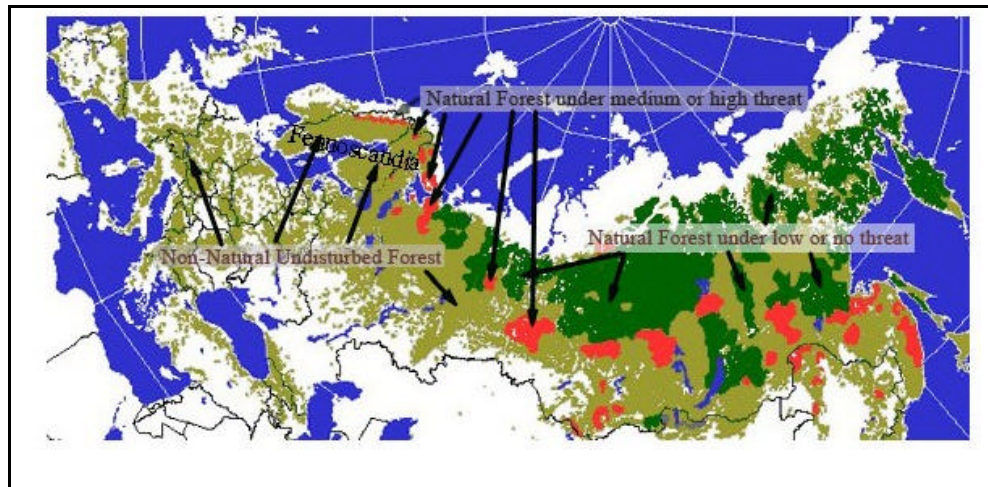 Natural Forest under medium or high threat
Fennoscandia
Natural Forest under low or no threat
Non-Natural Undisturbed Forest